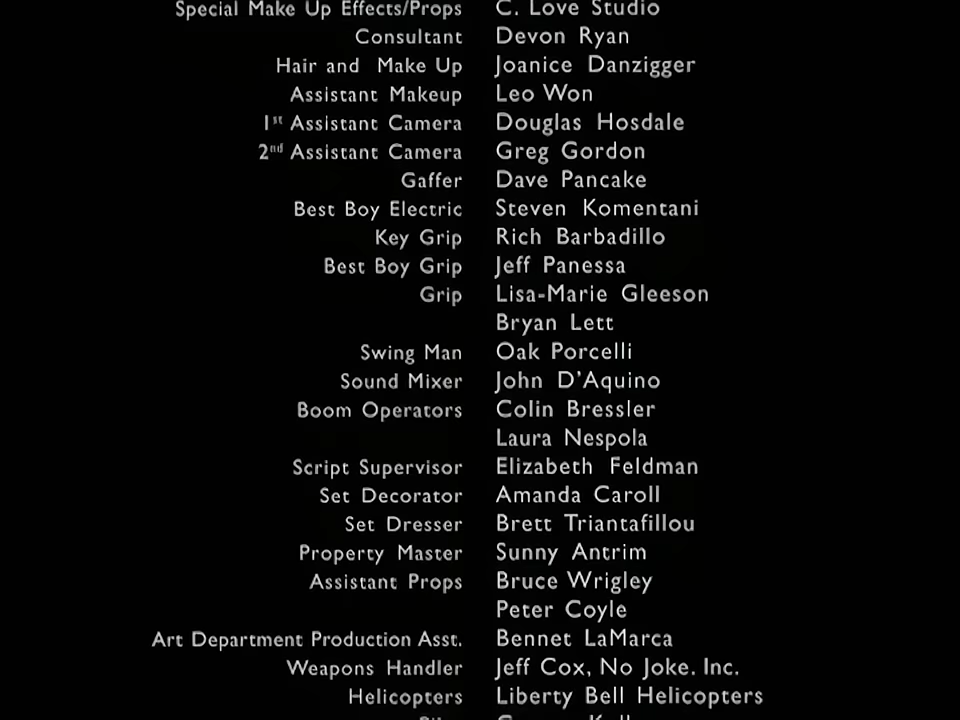 Special Make Up Effects/Props C. Love Studio
Consultant Devon Ryan
Hair and Make Up Joanice Danzigger
Assistant Makeup Leo Won
1st Assistant Camera Douglas Hosdale
2nd Assistant Camera Greg Gordon
Gaffer Dave Pancake
Best Boy Electric Steven Komentani
Key Grip Rich Barbadillo
Best Boy Grip Jeff Panessa
Grip Lisa-Marie Gleeson
Bryan Lett
Swing Man Oak Porcelli
Sound Mixer John D'Aquino
Boom Operators Colin Bressler
Laura Nespola
Script Supervisor Elizabeth Feldman
Set Decorator Amanda Caroll
Set Dresser Brett Triantafillou
Property Master Sunny Antrim
Assistant Props Bruce Wrigley
Peter Coyle
Art Department Production Asst. Bennet LaMarca
Weapons Handler Jeff Cox, No Joke. Inc.
Helicopters Liberty Bell Helicopters